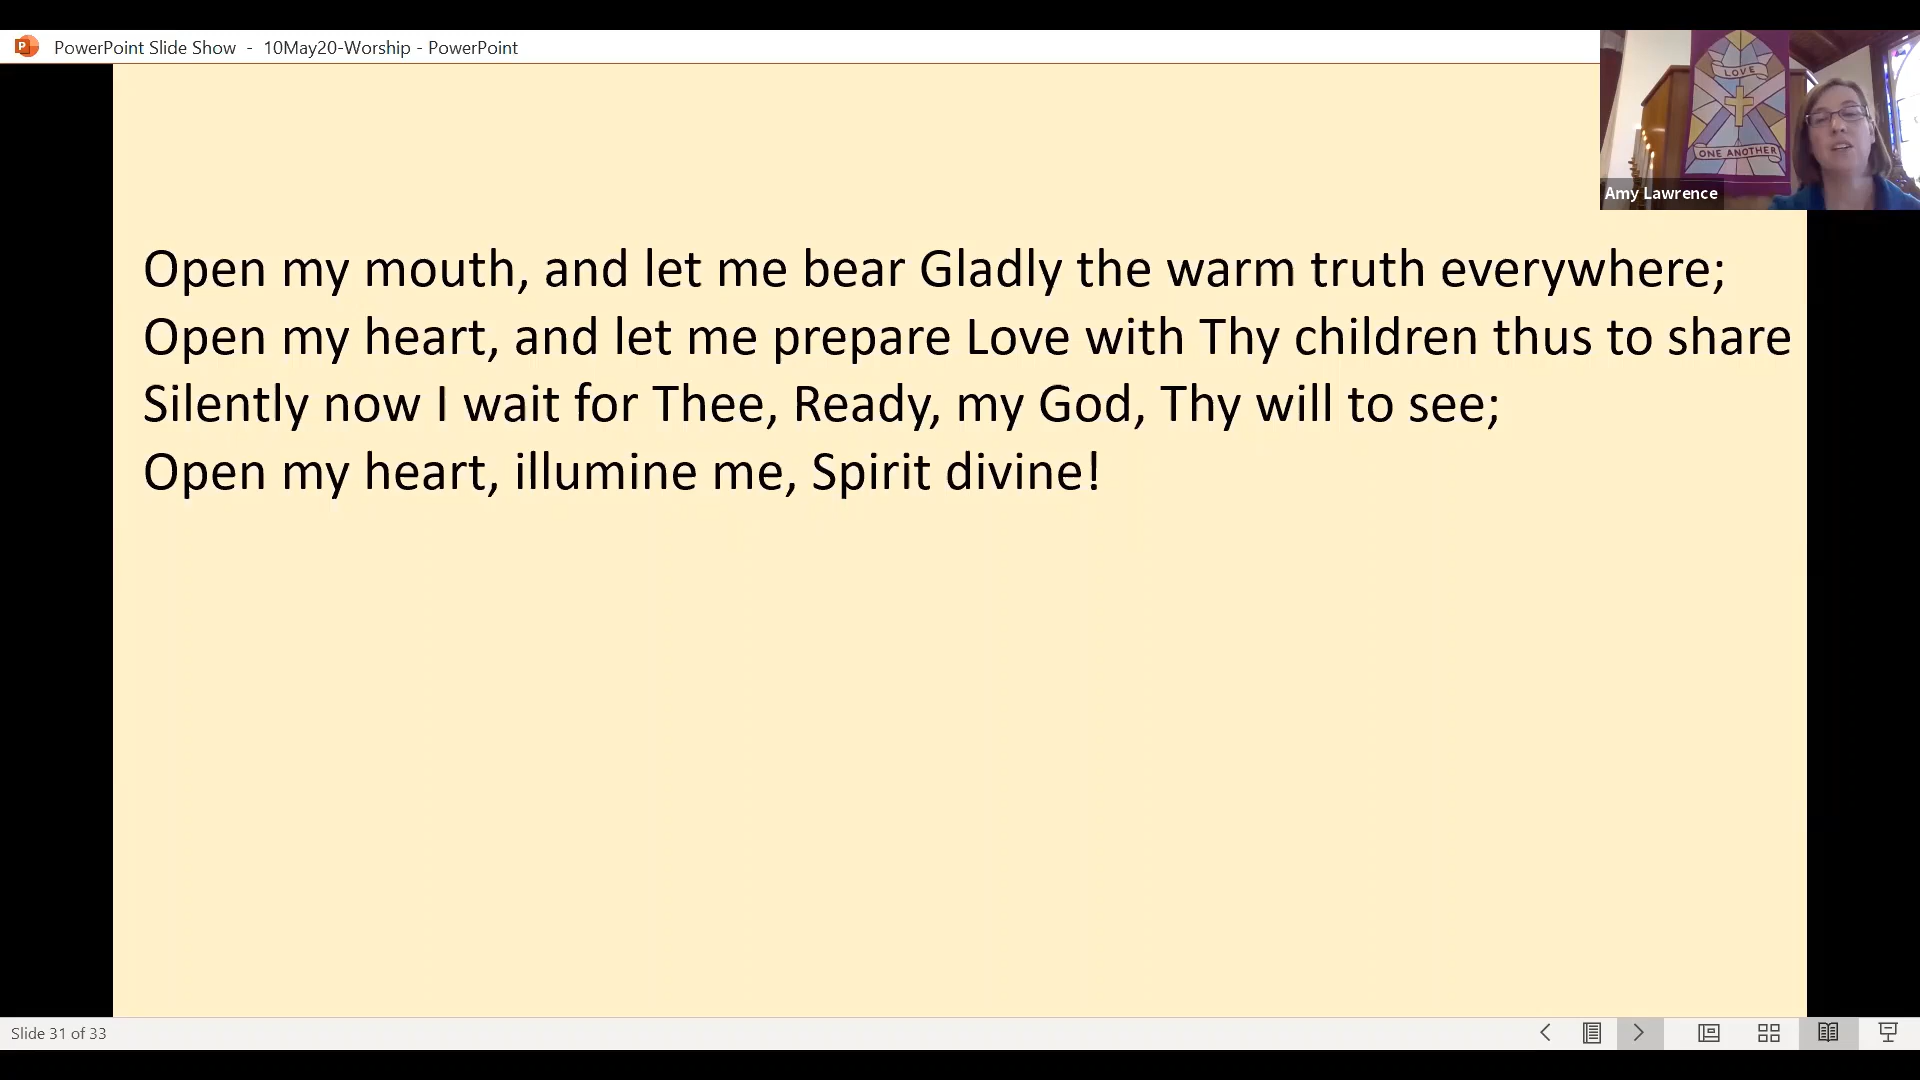 PowerPoint Slide Show - 10May20-Worship - PowerPoint
LOVE
ONE ANOTHER
Amy Lawrence
Open my mouth, and let me bear Gladly the warm truth everywhere;
Open my heart, and let me prepare Love with Thy children thus to share
Silently now I wait for Thee, Ready, my God, Thy will to see;
Open my heart, illumine me, Spirit divine!
Slide 31 of 33